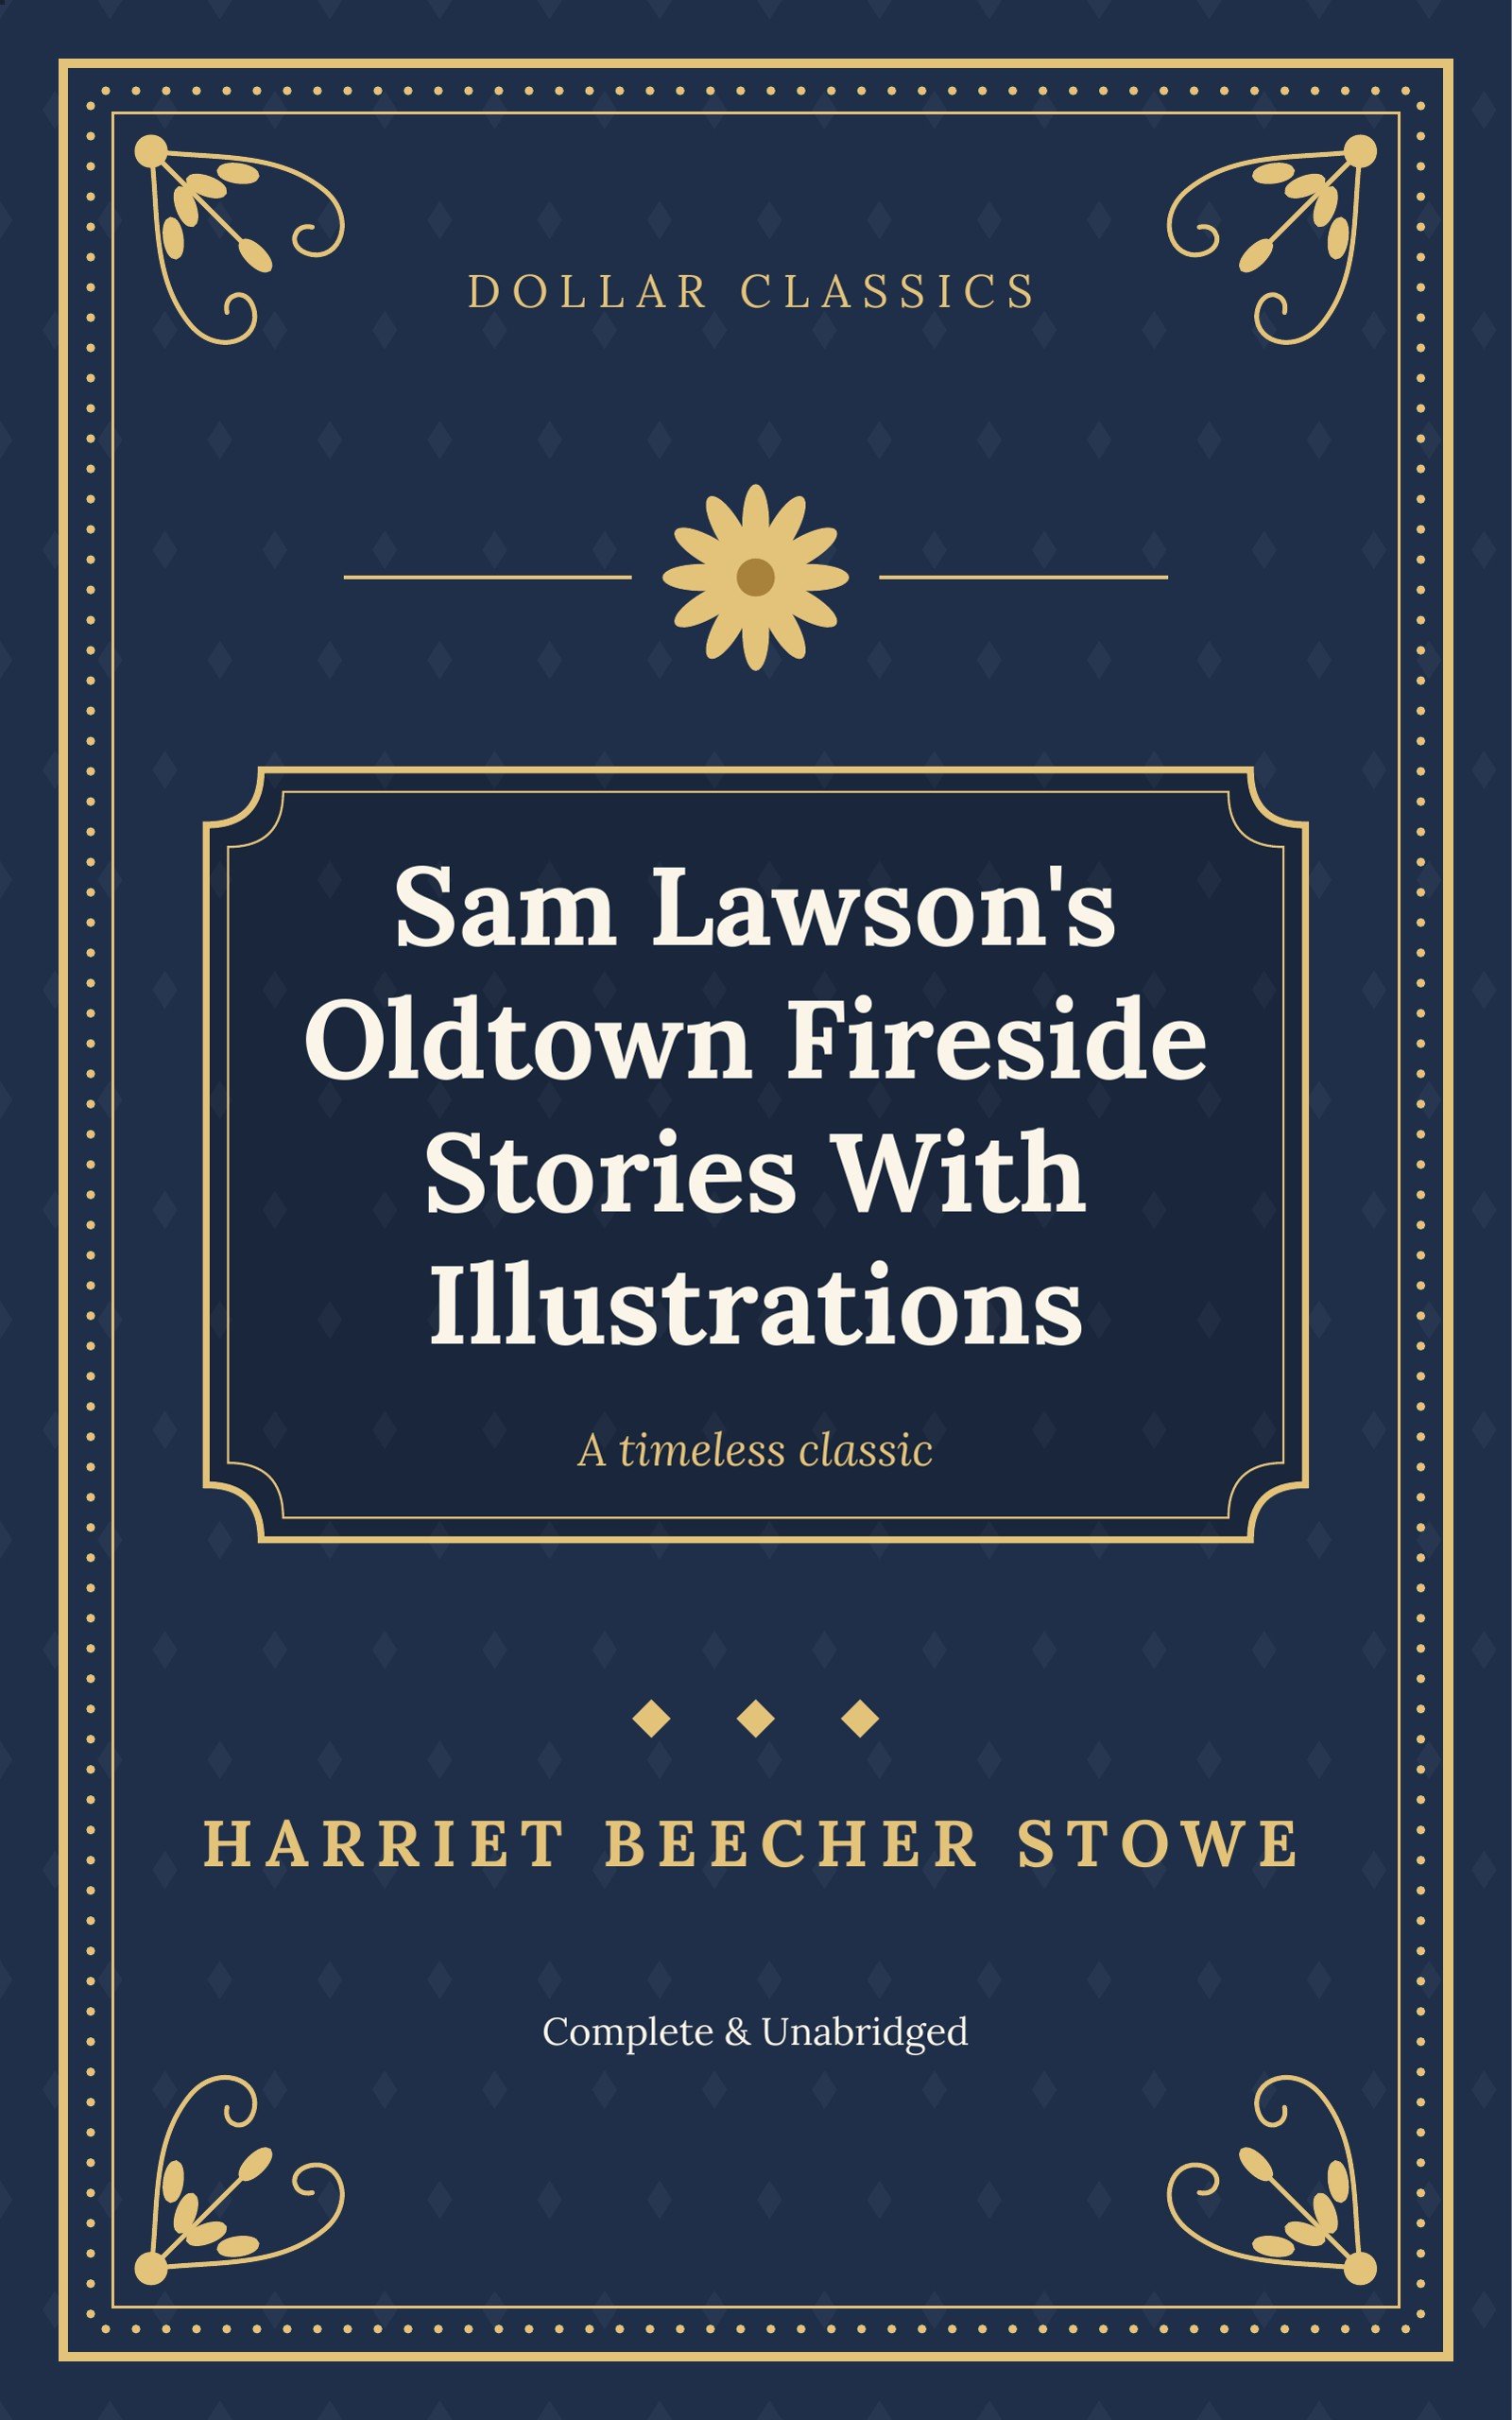 DOLLAR CLASSICS
Sam Lawson's
Oldtown Fireside
Stories With
Illustrations
A timeless classic
HARRIET BEECHER STOWE
Complete & Unabridged